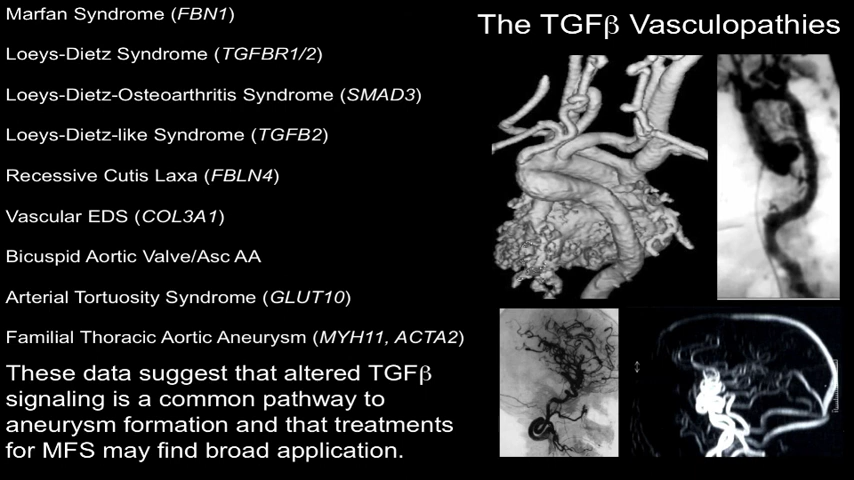 The TGFβ Vasculopathies
Marfan Syndrome (FBN1)
Loeys-Dietz Syndrome (TGFBR1/2)
Loeys-Dietz-Osteoarthritis Syndrome (SMAD3)
Loeys-Dietz-like Syndrome (TGFB2)
Recessive Cutis Laxa (FBLN4)
Vascular EDS (COL3A1)
Bicuspid Aortic Valve/Asc AA
Arterial Tortuosity Syndrome (GLUT10)
Familial Thoracic Aortic Aneurysm (MYH11, ACTA2)
These data suggest that altered TGFβ
signaling is a common pathway to
aneurysm formation and that treatments
for MFS may find broad application.